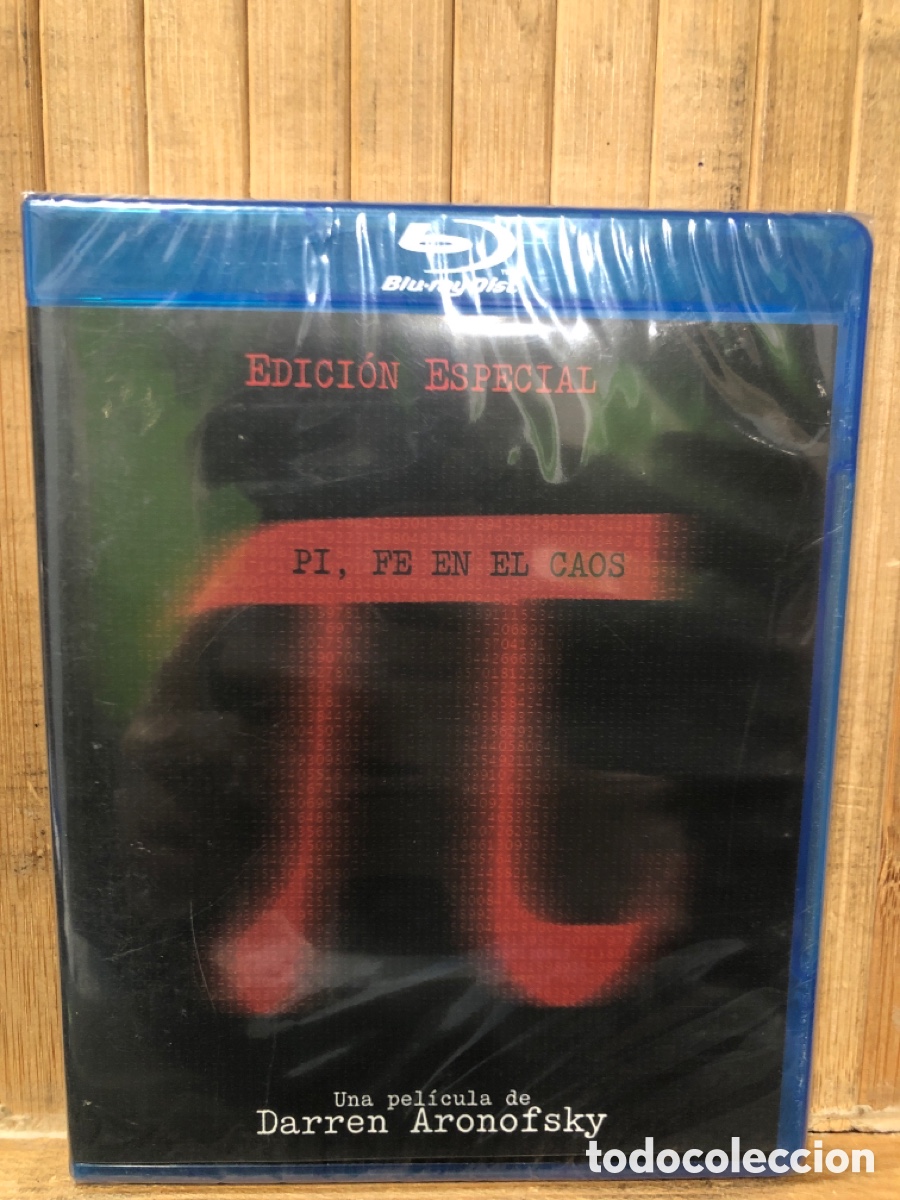 Blu-ray Disc
EDICIÓN ESPECIAL
PI, FE EN EL CAOS
Una película de
Darren Aronofsky
todocoleccion